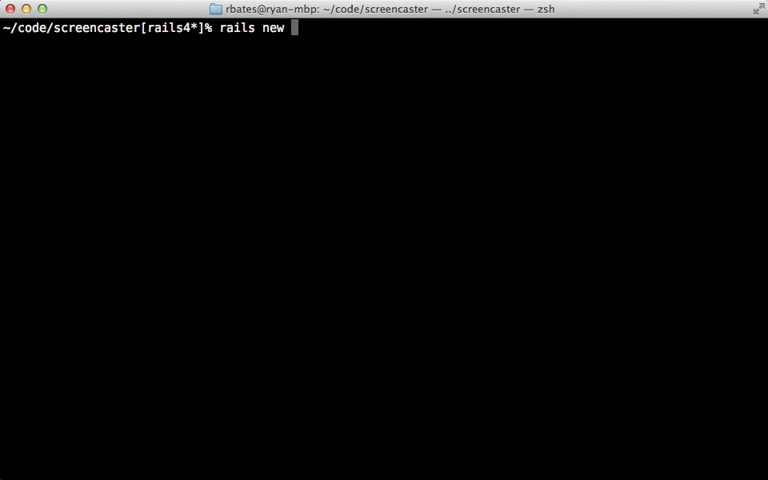 rbates@ryan-mbp: ~/code/screencaster — ../screencaster — zsh
~/code/screencaster[rails4*]% rails new